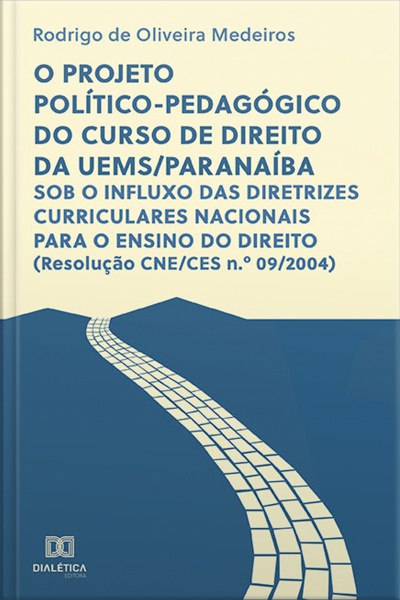 Rodrigo de Oliveira Medeiros
O PROJETO
POLÍTICO-PEDAGÓGICO
DO CURSO DE DIREITO
DA UEMS/PARANAÍBA
SOB O INFLUXO DAS DIRETRIZES
CURRICULARES NACIONAIS
PARA O ENSINO DO DIREITO
(Resolução CNE/CES n.º 09/2004)
DIALÉTICA
EDITORA